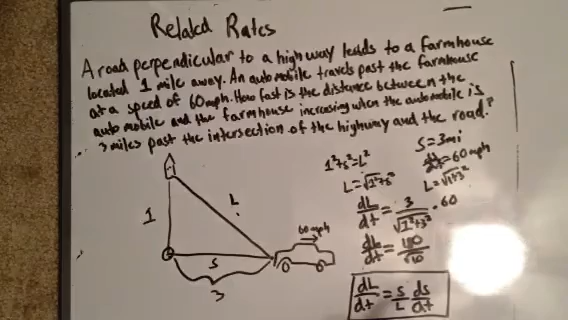 Related Rates
A road perpendicular to a highway leads to a farmhouse
located 1 mile away. An automobile travels past the farmhouse
at a speed of 60mph. How fast is the distance between the
automobile and the farmhouse increasing when the automobile is
3 miles past the intersection of the highway and the road?
1²+s²=L²
L=√1²+s²
dL/dt = 3/√1²+3² · 60
dL/dt = 180/√10
dL/dt = s/L ds/dt
s=3mi
ds/dt=60mph
L=√1²+3²
1
L
s
3
60mph